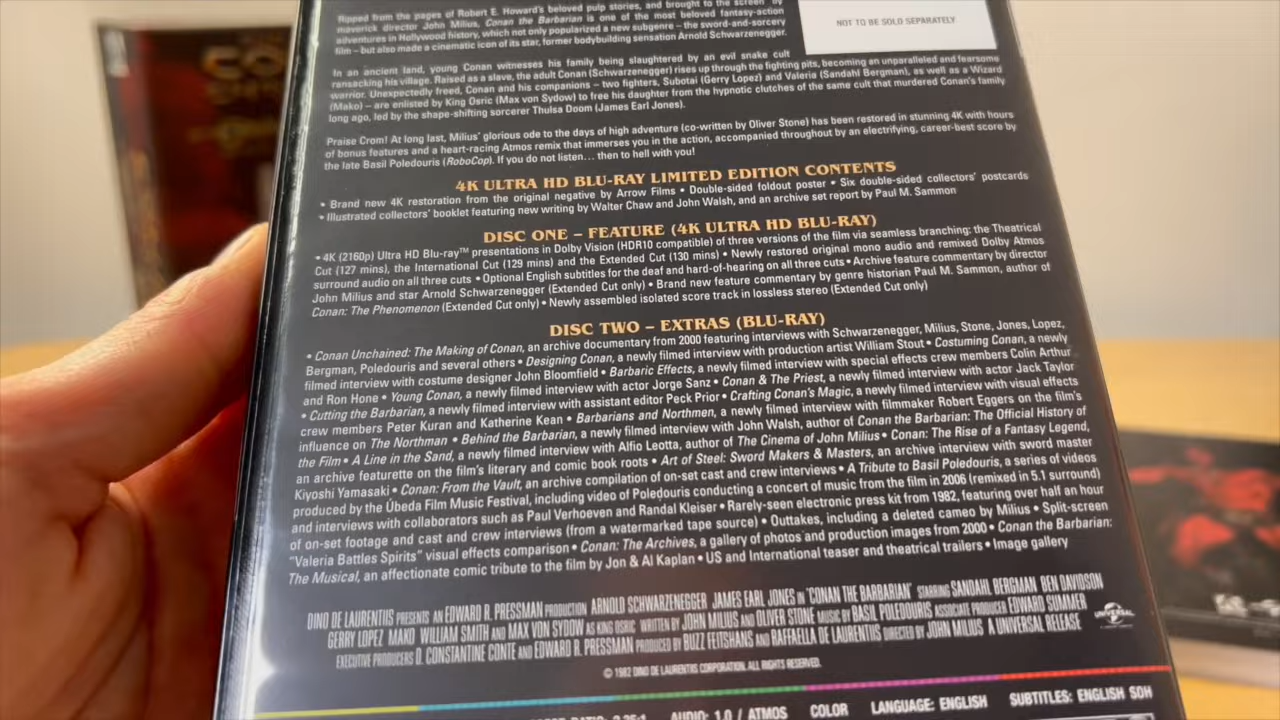 Ripped from the pages of Robert E. Howard's beloved pulp stories, and brought to the screen by
maverick director John Milius, Conan the Barbarian is one of the most beloved fantasy-action
adventures in Hollywood history, which not only popularized a new subgenre – the sword-and-sorcery
film – but also made a cinematic icon of its star, former bodybuilding sensation Arnold Schwarzenegger.
NOT TO BE SOLD SEPARATELY
In an ancient land, young Conan witnesses his family being slaughtered by an evil snake cult
ransacking his village. Raised as a slave, the adult Conan (Schwarzenegger) rises up through the fighting pits, becoming an unparalleled and fearsome
warrior. Unexpectedly freed, Conan and his companions – two fighters, Subotai (Gerry Lopez) and Valeria (Sandahl Bergman), as well as a Wizard
(Mako) – are enlisted by King Osric (Max von Sydow) to free his daughter from the hypnotic clutches of the same cult that murdered Conan's family
long ago, led by the shape-shifting sorcerer Thulsa Doom (James Earl Jones).
Praise Crom! At long last, Milius' glorious ode to the days of high adventure (co-written by Oliver Stone) has been restored in stunning 4K with hours
of bonus features and a heart-racing Atmos remix that immerses you in the action, accompanied throughout by an electrifying, career-best score by
the late Basil Poledouris (RoboCop). If you do not listen... then to hell with you!
4K ULTRA HD BLU-RAY LIMITED EDITION CONTENTS
• Brand new 4K restoration from the original negative by Arrow Films • Double-sided foldout poster • Six double-sided collectors' postcards
• Illustrated collectors' booklet featuring new writing by Walter Chaw and John Walsh, and an archive set report by Paul M. Sammon
DISC ONE – FEATURE (4K ULTRA HD BLU-RAY)
• 4K (2160p) Ultra HD Blu-ray™ presentations in Dolby Vision (HDR10 compatible) of three versions of the film via seamless branching: the Theatrical
Cut (127 mins), the International Cut (129 mins) and the Extended Cut (130 mins) • Newly restored original mono audio and remixed Dolby Atmos
surround audio on all three cuts • Optional English subtitles for the deaf and hard-of-hearing on all three cuts • Archive feature commentary by director
John Milius and star Arnold Schwarzenegger (Extended Cut only) • Brand new feature commentary by genre historian Paul M. Sammon, author of
Conan: The Phenomenon (Extended Cut only) • Newly assembled isolated score track in lossless stereo (Extended Cut only)
DISC TWO – EXTRAS (BLU-RAY)
• Conan Unchained: The Making of Conan, an archive documentary from 2000 featuring interviews with Schwarzenegger, Milius, Stone, Jones, Lopez,
Bergman, Poledouris and several others • Designing Conan, a newly filmed interview with production artist William Stout • Costuming Conan, a newly
filmed interview with costume designer John Bloomfield • Barbaric Effects, a newly filmed interview with special effects crew members Colin Arthur
and Ron Hone • Young Conan, a newly filmed interview with actor Jorge Sanz • Conan & The Priest, a newly filmed interview with actor Jack Taylor
• Cutting the Barbarian, a newly filmed interview with assistant editor Peck Prior • Crafting Conan's Magic, a newly filmed interview with visual effects
crew members Peter Kuran and Katherine Kean • Barbarians and Northmen, a newly filmed interview with filmmaker Robert Eggers on the film's
influence on The Northman • Behind the Barbarian, a newly filmed interview with John Walsh, author of Conan the Barbarian: The Official History of
the Film • A Line in the Sand, a newly filmed interview with Alfio Leotta, author of The Cinema of John Milius • Conan: The Rise of a Fantasy Legend,
an archive featurette on the film's literary and comic book roots • Art of Steel: Sword Makers & Masters, an archive interview with sword master
Kiyoshi Yamasaki • Conan: From the Vault, an archive compilation of on-set cast and crew interviews • A Tribute to Basil Poledouris, a series of videos
produced by the Úbeda Film Music Festival, including video of Poledouris conducting a concert of music from the film in 2006 (remixed in 5.1 surround)
and interviews with collaborators such as Paul Verhoeven and Randal Kleiser • Rarely-seen electronic press kit from 1982, featuring over half an hour
of on-set footage and cast and crew interviews (from a watermarked tape source) • Outtakes, including a deleted cameo by Milius • Split-screen
"Valeria Battles Spirits" visual effects comparison • Conan: The Archives, a gallery of photos and production images from 2000 • Conan the Barbarian:
The Musical, an affectionate comic tribute to the film by Jon & Al Kaplan • US and International teaser and theatrical trailers • Image gallery
DINO DE LAURENTIIS PRESENTS AN EDWARD R. PRESSMAN PRODUCTION ARNOLD SCHWARZENEGGER JAMES EARL JONES IN 'CONAN THE BARBARIAN' STARRING SANDAHL BERGMAN BEN DAVIDSON
GERRY LOPEZ MAKO WILLIAM SMITH AND MAX VON SYDOW AS KING OSRIC WRITTEN BY JOHN MILIUS AND OLIVER STONE MUSIC BY BASIL POLEDOURIS ASSOCIATE PRODUCER EDWARD SUMMER
EXECUTIVE PRODUCERS D. CONSTANTINE CONTE AND EDWARD R. PRESSMAN PRODUCED BY BUZZ FEITSHANS AND RAFFAELLA DE LAURENTIIS DIRECTED BY JOHN MILIUS A UNIVERSAL RELEASE
UNIVERSAL
© 1982 DINO DE LAURENTIIS CORPORATION. ALL RIGHTS RESERVED.
AUDIO: 1.0 / ATMOS COLOR LANGUAGE: ENGLISH SUBTITLES: ENGLISH SDH